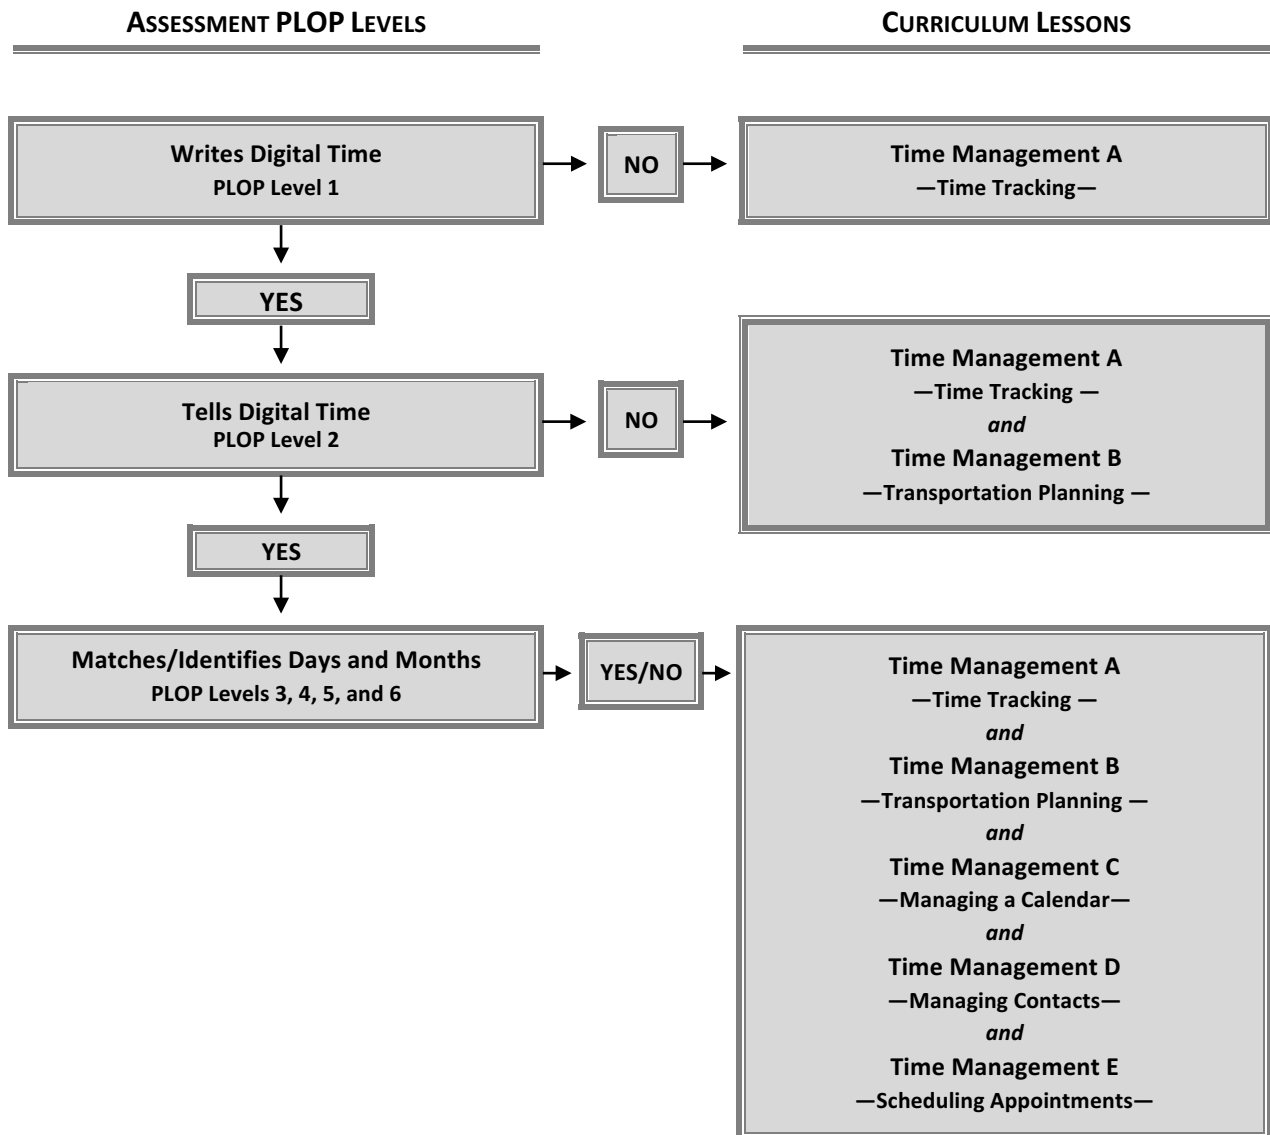 ASSESSMENT PLOP LEVELS
CURRICULUM LESSONS
Writes Digital Time
PLOP Level 1
NO
Time Management A
—Time Tracking—
YES
Tells Digital Time
PLOP Level 2
NO
Time Management A
—Time Tracking —
and
Time Management B
—Transportation Planning —
YES
Matches/Identifies Days and Months
PLOP Levels 3, 4, 5, and 6
YES/NO
Time Management A
—Time Tracking —
and
Time Management B
—Transportation Planning —
and
Time Management C
—Managing a Calendar—
and
Time Management D
—Managing Contacts—
and
Time Management E
—Scheduling Appointments—